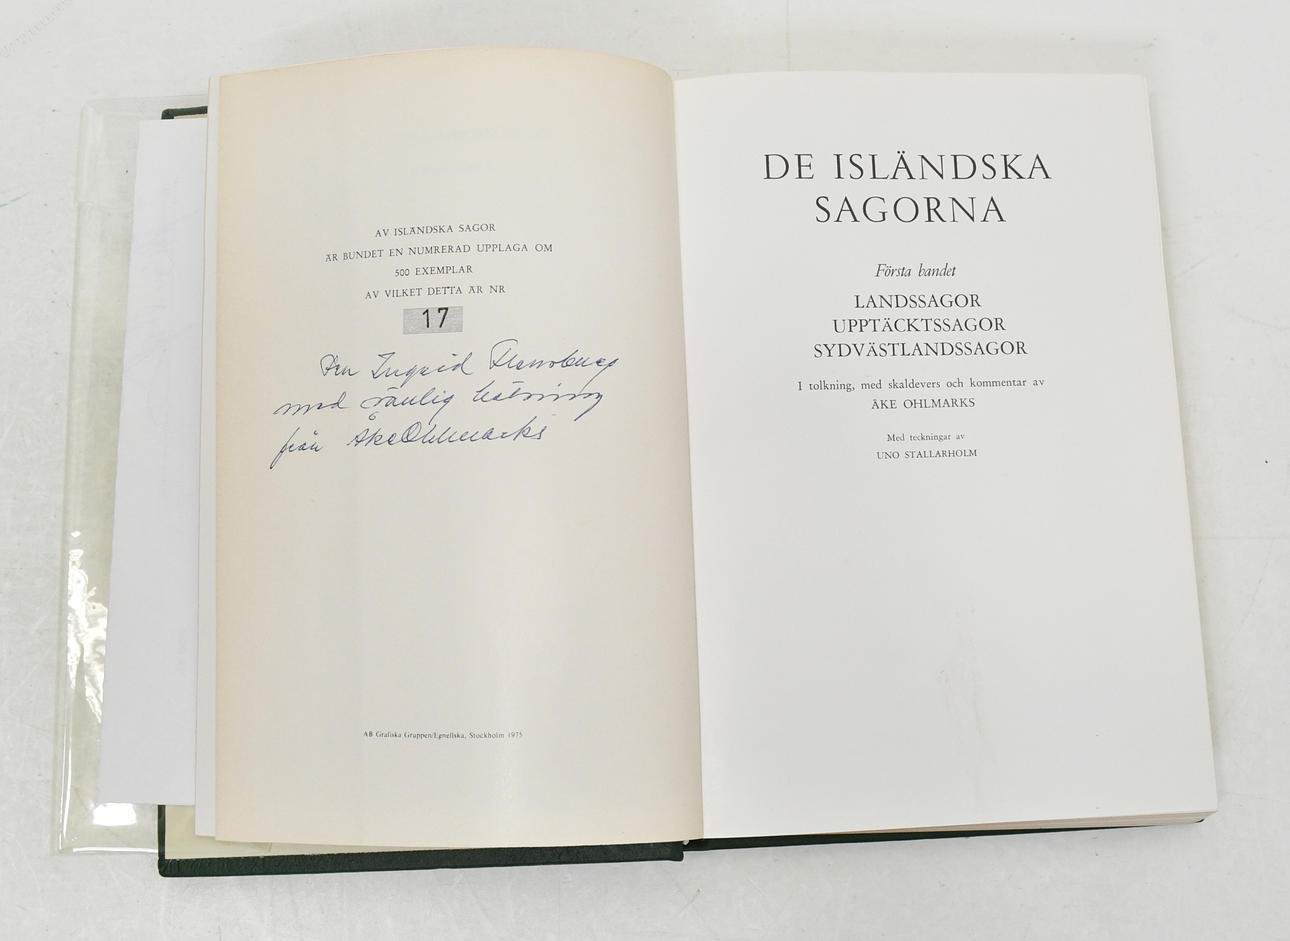 AV ISLÄNDSKA SAGOR
ÄR BUNDET EN NUMRERAD UPPLAGA OM
500 EXEMPLAR
AV VILKET DETTA ÄR NR
17
Ingrid
med vänlig hälsning
från Åke Ohlmarks
AB Grafiska Gruppen/Egnellska, Stockholm 1975
DE ISLÄNDSKA
SAGORNA
Första bandet
LANDSSAGOR
UPPTÄCKTSSAGOR
SYDVÄSTLANDSSAGOR
I tolkning, med skaldevers och kommentar av
ÅKE OHLMARKS
Med teckningar av
UNO STALLARHOLM